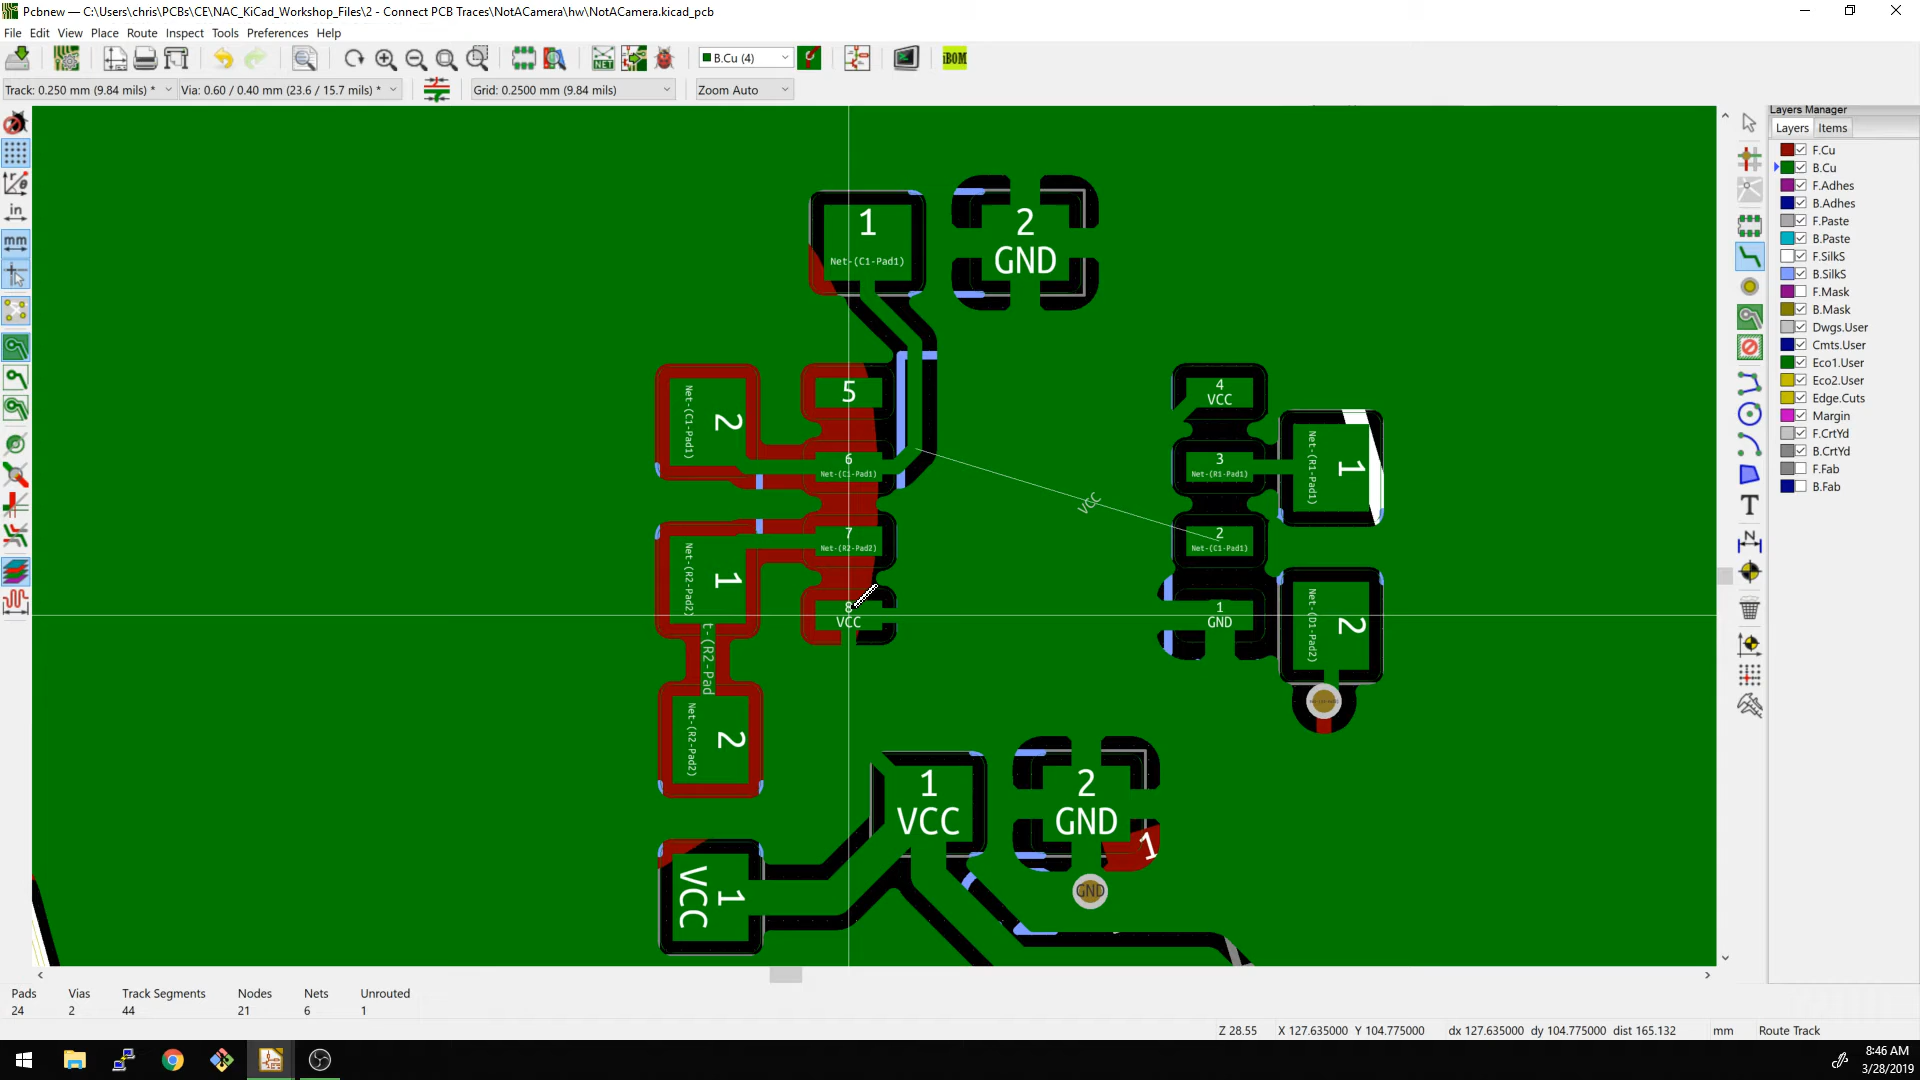 Pcbnew — C:\Users\chris\PCBs\CE\NAC_KiCad_Workshop_Files\2 - Connect PCB Traces\NotACamera\hw\NotACamera.kicad_pcb
File Edit View Place Route Inspect Tools Preferences Help
NET
B.Cu (4)
iBOM
Track: 0.250 mm (9.84 mils) *
Via: 0.60 / 0.40 mm (23.6 / 15.7 mils) *
Grid: 0.2500 mm (9.84 mils)
Zoom Auto
in
mm
1
Net-(C1-Pad1)
2
GND
2
Net-(C1-Pad1)
5
6
Net-(C1-Pad1)
7
Net-(R2-Pad2)
8
VCC
1
Net-(R2-Pad2)
t-(R2-Pad
2
Net-(R2-Pad2)
VCC
4
VCC
3
Net-(R1-Pad1)
2
Net-(C1-Pad1)
1
GND
1
Net-(R1-Pad1)
2
Net-(D1-Pad2)
1
VCC
2
GND
1
GND
1
VCC
Layers Manager
Layers Items
F.Cu
B.Cu
F.Adhes
B.Adhes
F.Paste
B.Paste
F.SilkS
B.SilkS
F.Mask
B.Mask
Dwgs.User
Cmts.User
Eco1.User
Eco2.User
Edge.Cuts
Margin
F.CrtYd
B.CrtYd
F.Fab
B.Fab
T
N
Pads Vias Track Segments Nodes Nets Unrouted
24 2 44 21 6 1
Z 28.55 X 127.635000 Y 104.775000 dx 127.635000 dy 104.775000 dist 165.132 mm Route Track
8:46 AM
3/28/2019